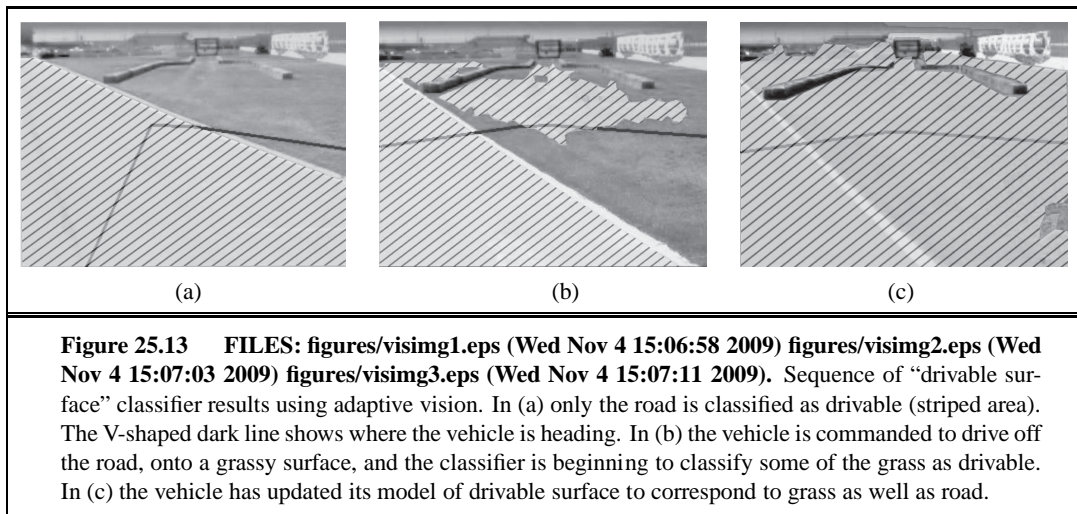 (a) (b) (c)
Figure 25.13 FILES: figures/visimg1.eps (Wed Nov 4 15:06:58 2009) figures/visimg2.eps (Wed
Nov 4 15:07:03 2009) figures/visimg3.eps (Wed Nov 4 15:07:11 2009). Sequence of “drivable sur-
face” classifier results using adaptive vision. In (a) only the road is classified as drivable (striped area).
The V-shaped dark line shows where the vehicle is heading. In (b) the vehicle is commanded to drive off
the road, onto a grassy surface, and the classifier is beginning to classify some of the grass as drivable.
In (c) the vehicle has updated its model of drivable surface to correspond to grass as well as road.